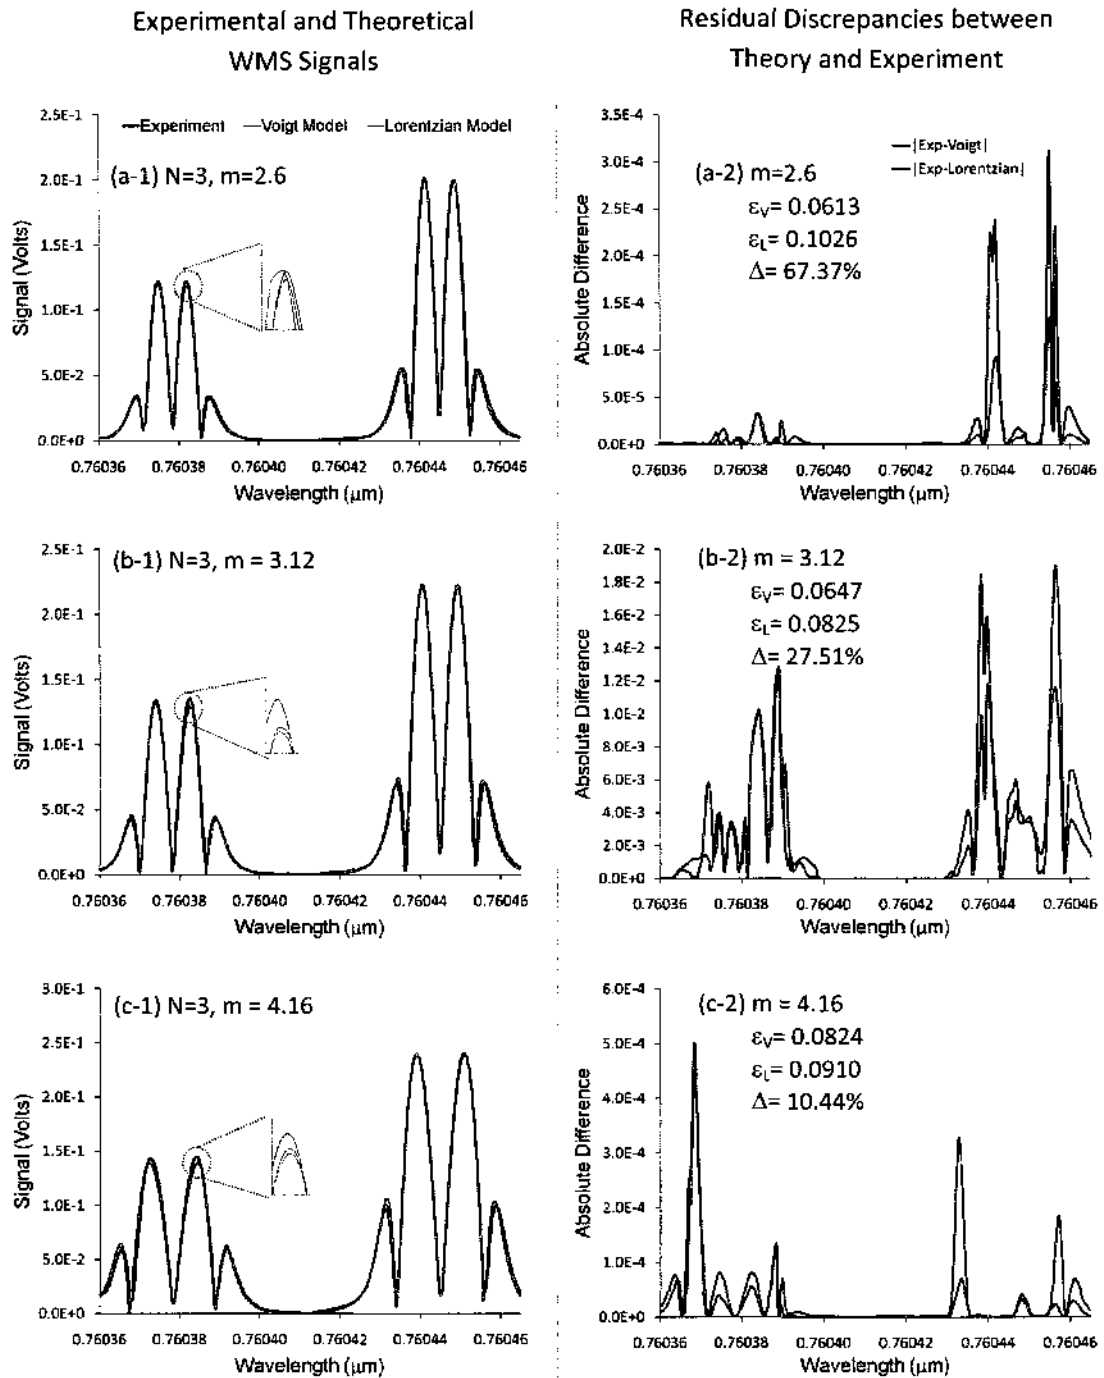 Experimental and Theoretical
WMS Signals
Residual Discrepancies between
Theory and Experiment
2.5E-1
2.0E-1
1.5E-1
1.0E-1
5.0E-2
0.0E+0
Signal (Volts)
Experiment Voigt Model Lorentzian Model
(a-1) N=3, m=2.6
0.76036 0.76038 0.76040 0.76042 0.76044 0.76046
Wavelength (μm)
3.5E-4
3.0E-4
2.5E-4
2.0E-4
1.5E-4
1.0E-4
5.0E-5
0.0E+0
Absolute Difference
|Exp-Voigt|
|Exp-Lorentzian|
(a-2) m=2.6
εV= 0.0613
εL= 0.1026
Δ= 67.37%
0.76036 0.76038 0.76040 0.76042 0.76044 0.76046
Wavelength (μm)
2.5E-1
2.0E-1
1.5E-1
1.0E-1
5.0E-2
0.0E+0
Signal (Volts)
(b-1) N=3, m = 3.12
0.76036 0.76038 0.76040 0.76042 0.76044 0.76046
Wavelength (μm)
2.0E-2
1.8E-2
1.6E-2
1.4E-2
1.2E-2
1.0E-2
8.0E-3
6.0E-3
4.0E-3
2.0E-3
0.0E+0
Absolute Difference
(b-2) m = 3.12
εV= 0.0647
εL= 0.0825
Δ= 27.51%
0.76036 0.76038 0.76040 0.76042 0.76044 0.76046
Wavelength (μm)
3.0E-1
2.5E-1
2.0E-1
1.5E-1
1.0E-1
5.0E-2
0.0E+0
Signal (Volts)
(c-1) N=3, m = 4.16
0.76036 0.76038 0.76040 0.76042 0.76044 0.76046
Wavelength (μm)
6.0E-4
5.0E-4
4.0E-4
3.0E-4
2.0E-4
1.0E-4
0.0E+0
Absolute Difference
(c-2) m = 4.16
εV= 0.0824
εL= 0.0910
Δ= 10.44%
0.76036 0.76038 0.76040 0.76042 0.76044 0.76046
Wavelength (μm)